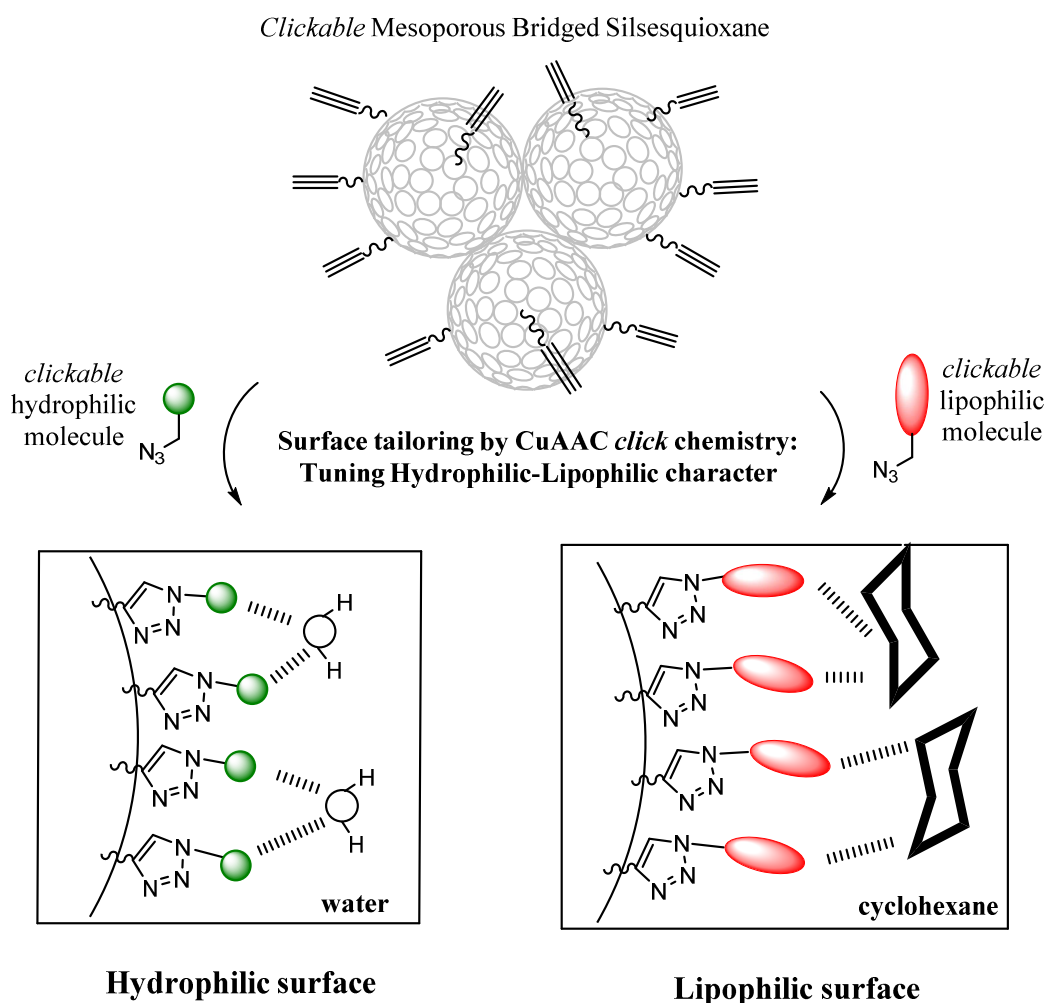 Clickable Mesoporous Bridged Silsesquioxane
clickable
hydrophilic
molecule
N3
Surface tailoring by CuAAC click chemistry:
Tuning Hydrophilic-Lipophilic character
clickable
lipophilic
molecule
N3
N
N=N
H
H
N
N=N
N
N=N
H
H
N
N=N
water
N
N=N
N
N=N
N
N=N
N
N=N
cyclohexane
Hydrophilic surface
Lipophilic surface